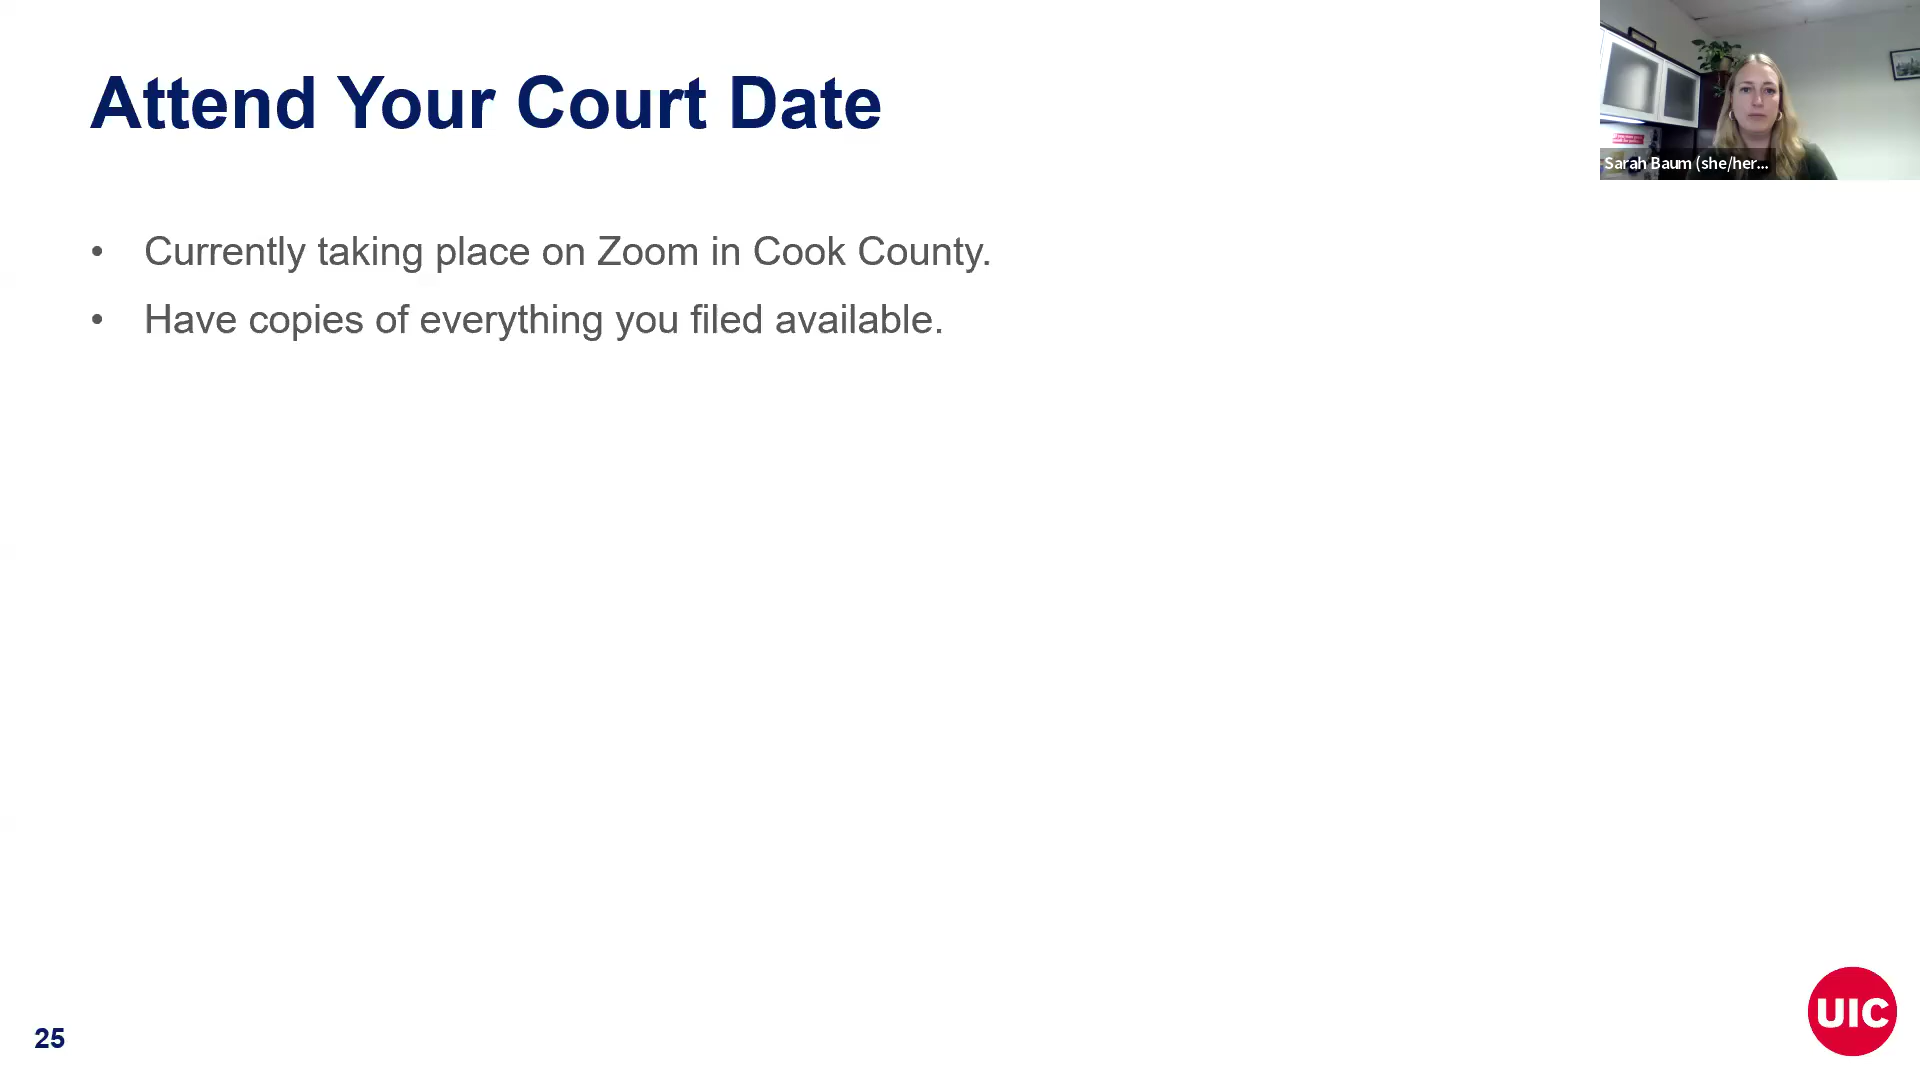 Attend Your Court Date
Sarah Baum (she/her...
• Currently taking place on Zoom in Cook County.
• Have copies of everything you filed available.
25
UIC